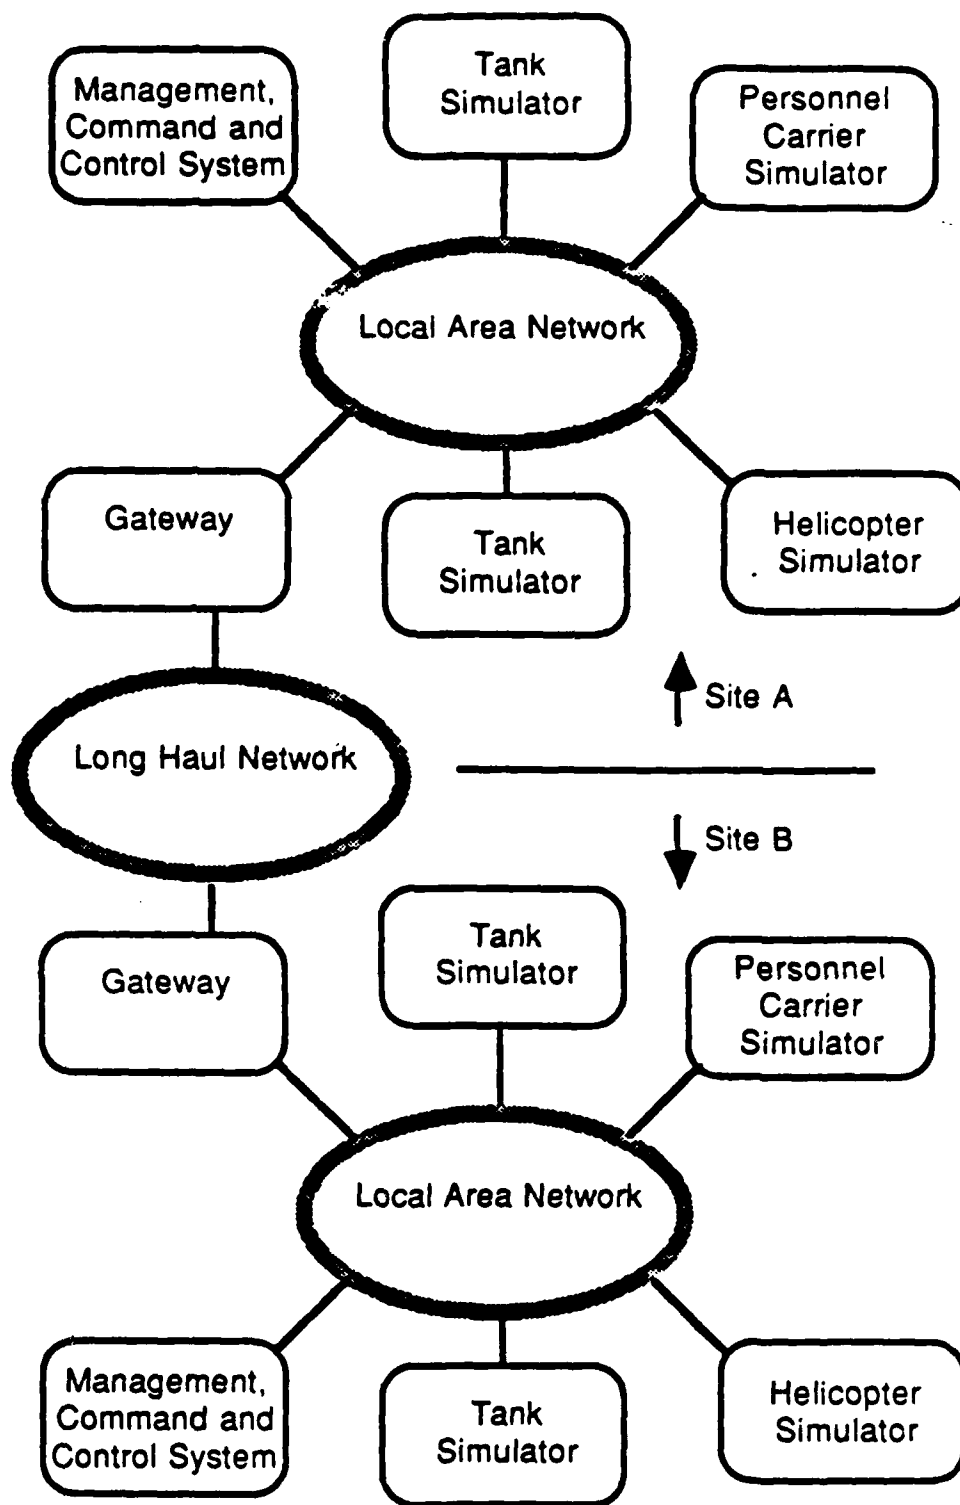 Management,
Command and
Control System
Tank
Simulator
Personnel
Carrier
Simulator
Local Area Network
Gateway
Tank
Simulator
Helicopter
Simulator
Site A
Long Haul Network
Site B
Gateway
Tank
Simulator
Personnel
Carrier
Simulator
Local Area Network
Management,
Command and
Control System
Tank
Simulator
Helicopter
Simulator